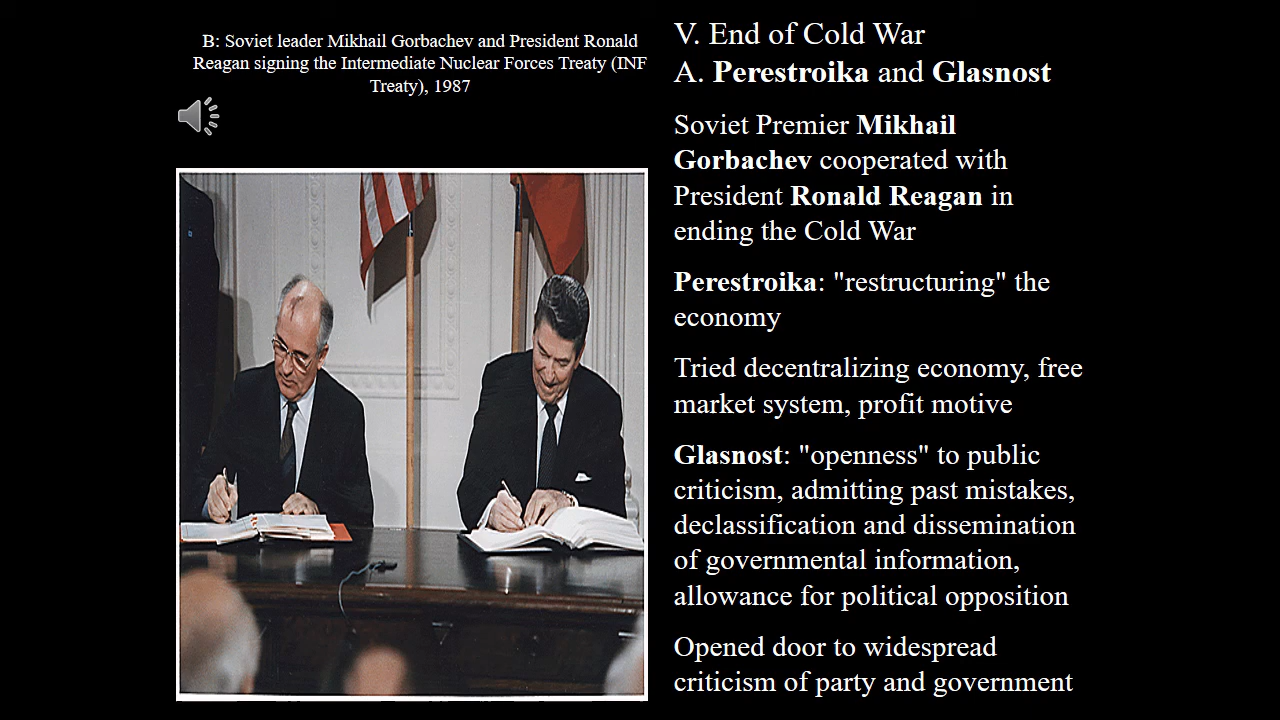 B: Soviet leader Mikhail Gorbachev and President Ronald
Reagan signing the Intermediate Nuclear Forces Treaty (INF
Treaty), 1987
V. End of Cold War
A. Perestroika and Glasnost
Soviet Premier Mikhail
Gorbachev cooperated with
President Ronald Reagan in
ending the Cold War
Perestroika: "restructuring" the
economy
Tried decentralizing economy, free
market system, profit motive
Glasnost: "openness" to public
criticism, admitting past mistakes,
declassification and dissemination
of governmental information,
allowance for political opposition
Opened door to widespread
criticism of party and government